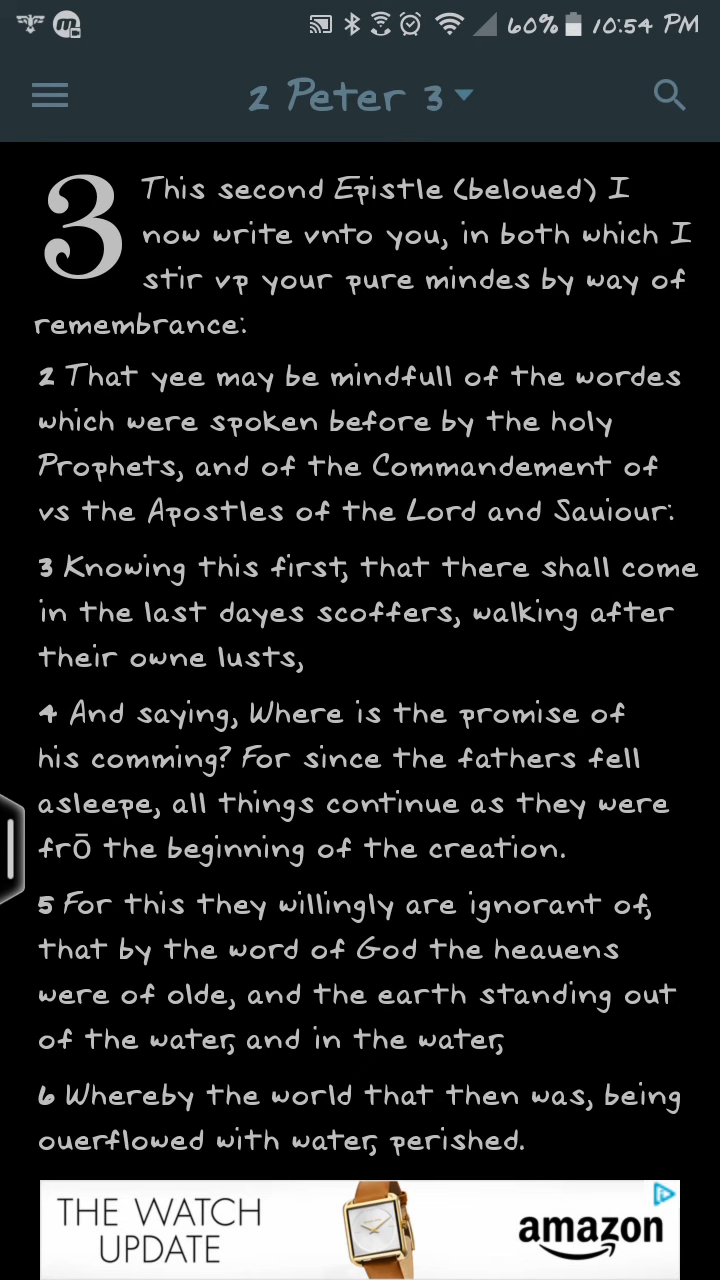 60% 10:54 PM
2 Peter 3
3 This second Epistle (beloued) I
now write vnto you, in both which I
stir vp your pure mindes by way of
remembrance:
2 That yee may be mindfull of the wordes
which were spoken before by the holy
Prophets, and of the Commandement of
vs the Apostles of the Lord and Sauiour:
3 Knowing this first, that there shall come
in the last dayes scoffers, walking after
their owne lusts,
4 And saying, Where is the promise of
his comming? For since the fathers fell
asleepe, all things continue as they were
frō the beginning of the creation.
5 For this they willingly are ignorant of,
that by the word of God the heauens
were of olde, and the earth standing out
of the water, and in the water,
6 Whereby the world that then was, being
ouerflowed with water, perished.
THE WATCH
UPDATE
amazon